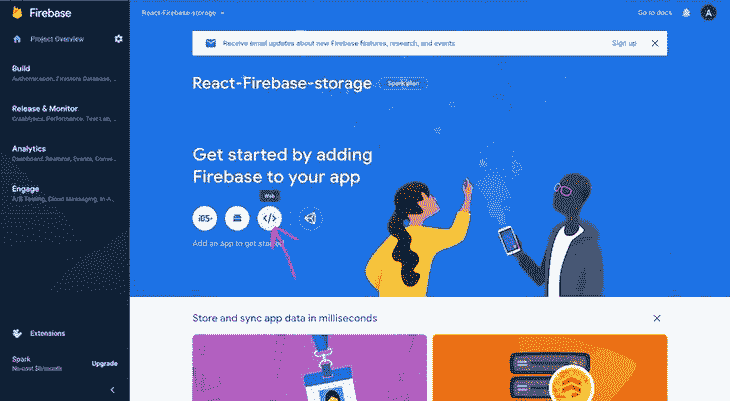 Firebase
React-Firebase-storage
Go to docs
A
Project Overview
Receive email updates about new Firebase features, research, and events
Sign up
Build
Authentication, Firestore Database, ...
React-Firebase-storage
Spark plan
Release & Monitor
Crashlytics, Performance, Test Lab, ...
Analytics
Dashboard, Realtime, Events, Conve...
Get started by adding
Firebase to your app
Engage
A/B Testing, Cloud Messaging, In-A...
Web
iOS+
</>
Add an app to get started
Store and sync app data in milliseconds
Extensions
Spark
No-cost $0/month
Upgrade